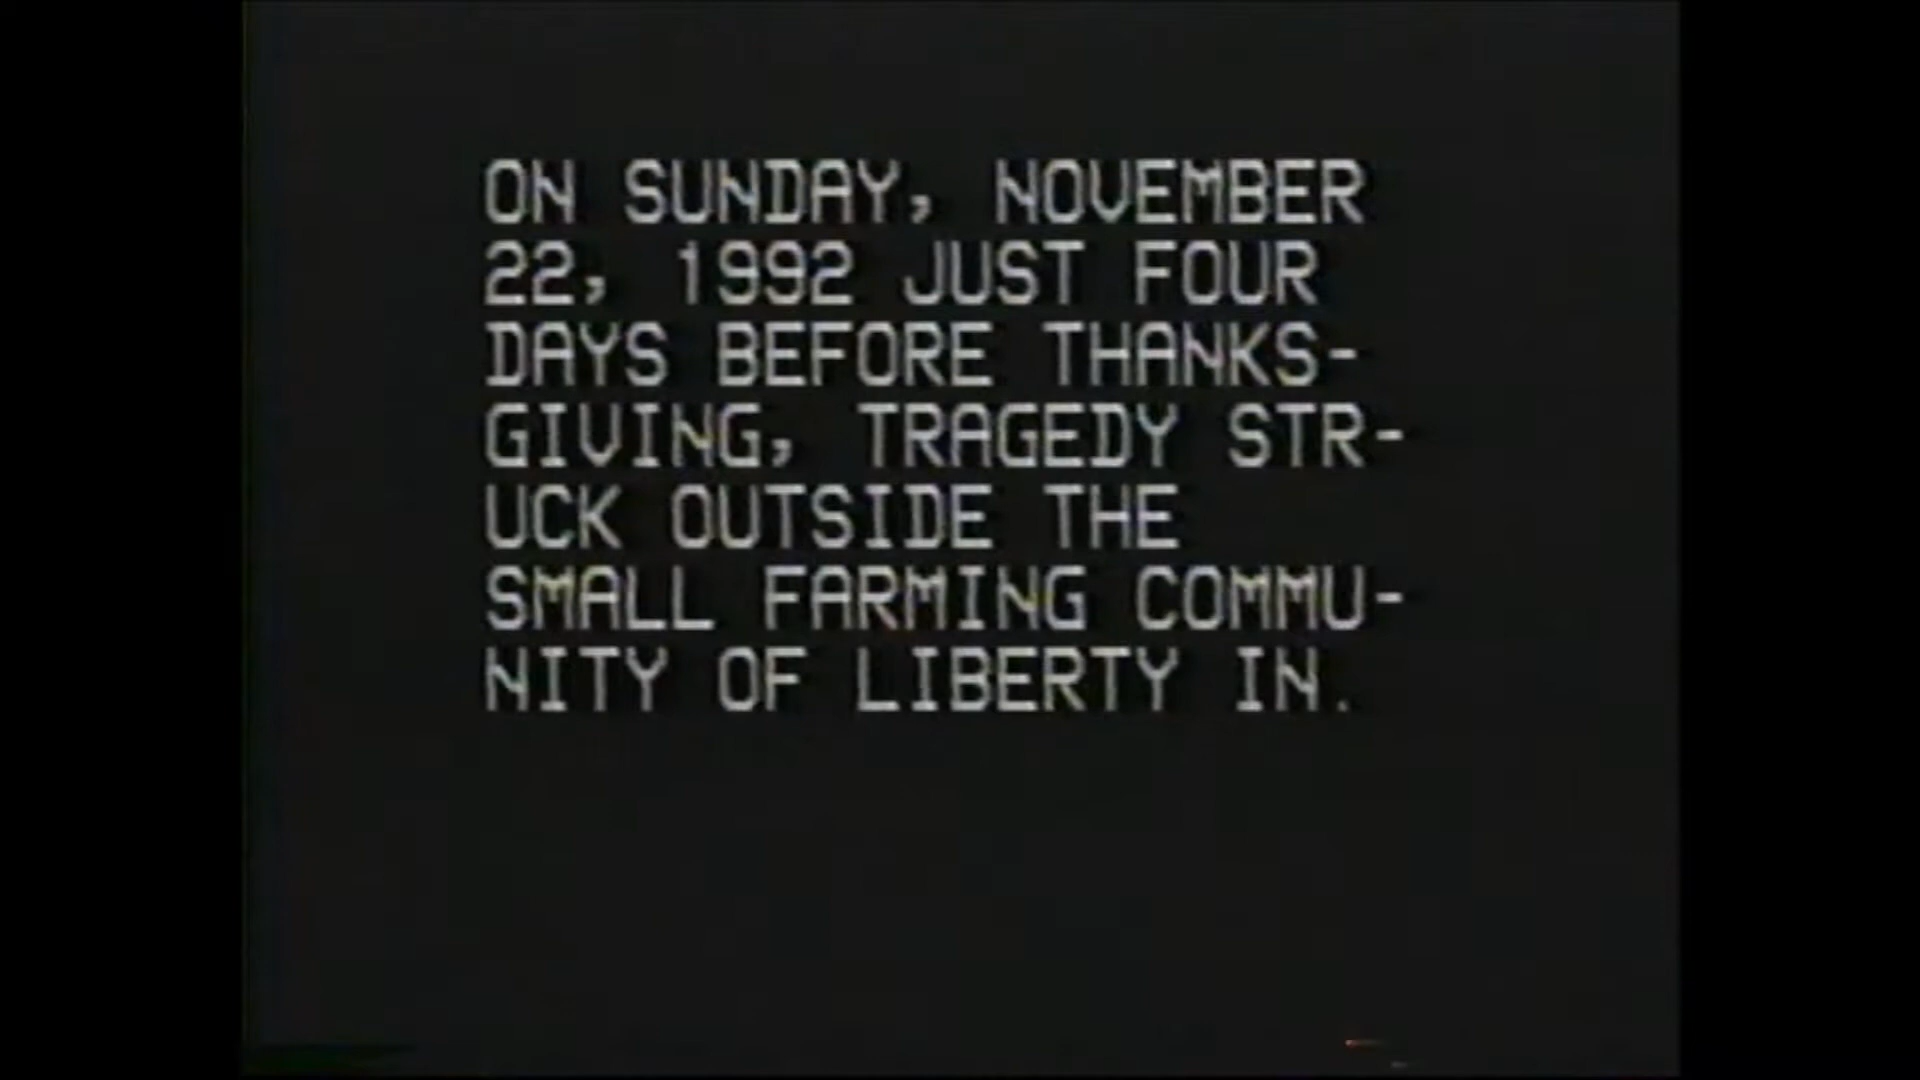 ON SUNDAY, NOVEMBER
22, 1992 JUST FOUR
DAYS BEFORE THANKS-
GIVING, TRAGEDY STR-
UCK OUTSIDE THE
SMALL FARMING COMMU-
NITY OF LIBERTY IN.